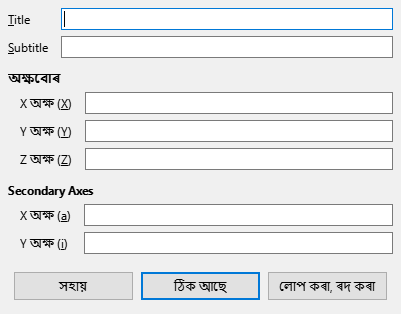 Title
Subtitle
অক্ষবোৰ
X অক্ষ (X)
Y অক্ষ (Y)
Z অক্ষ (Z)
Secondary Axes
X অক্ষ (a)
Y অক্ষ (i)
সহায়
ঠিক আছে
লোপ কৰা, ৰদ কৰা